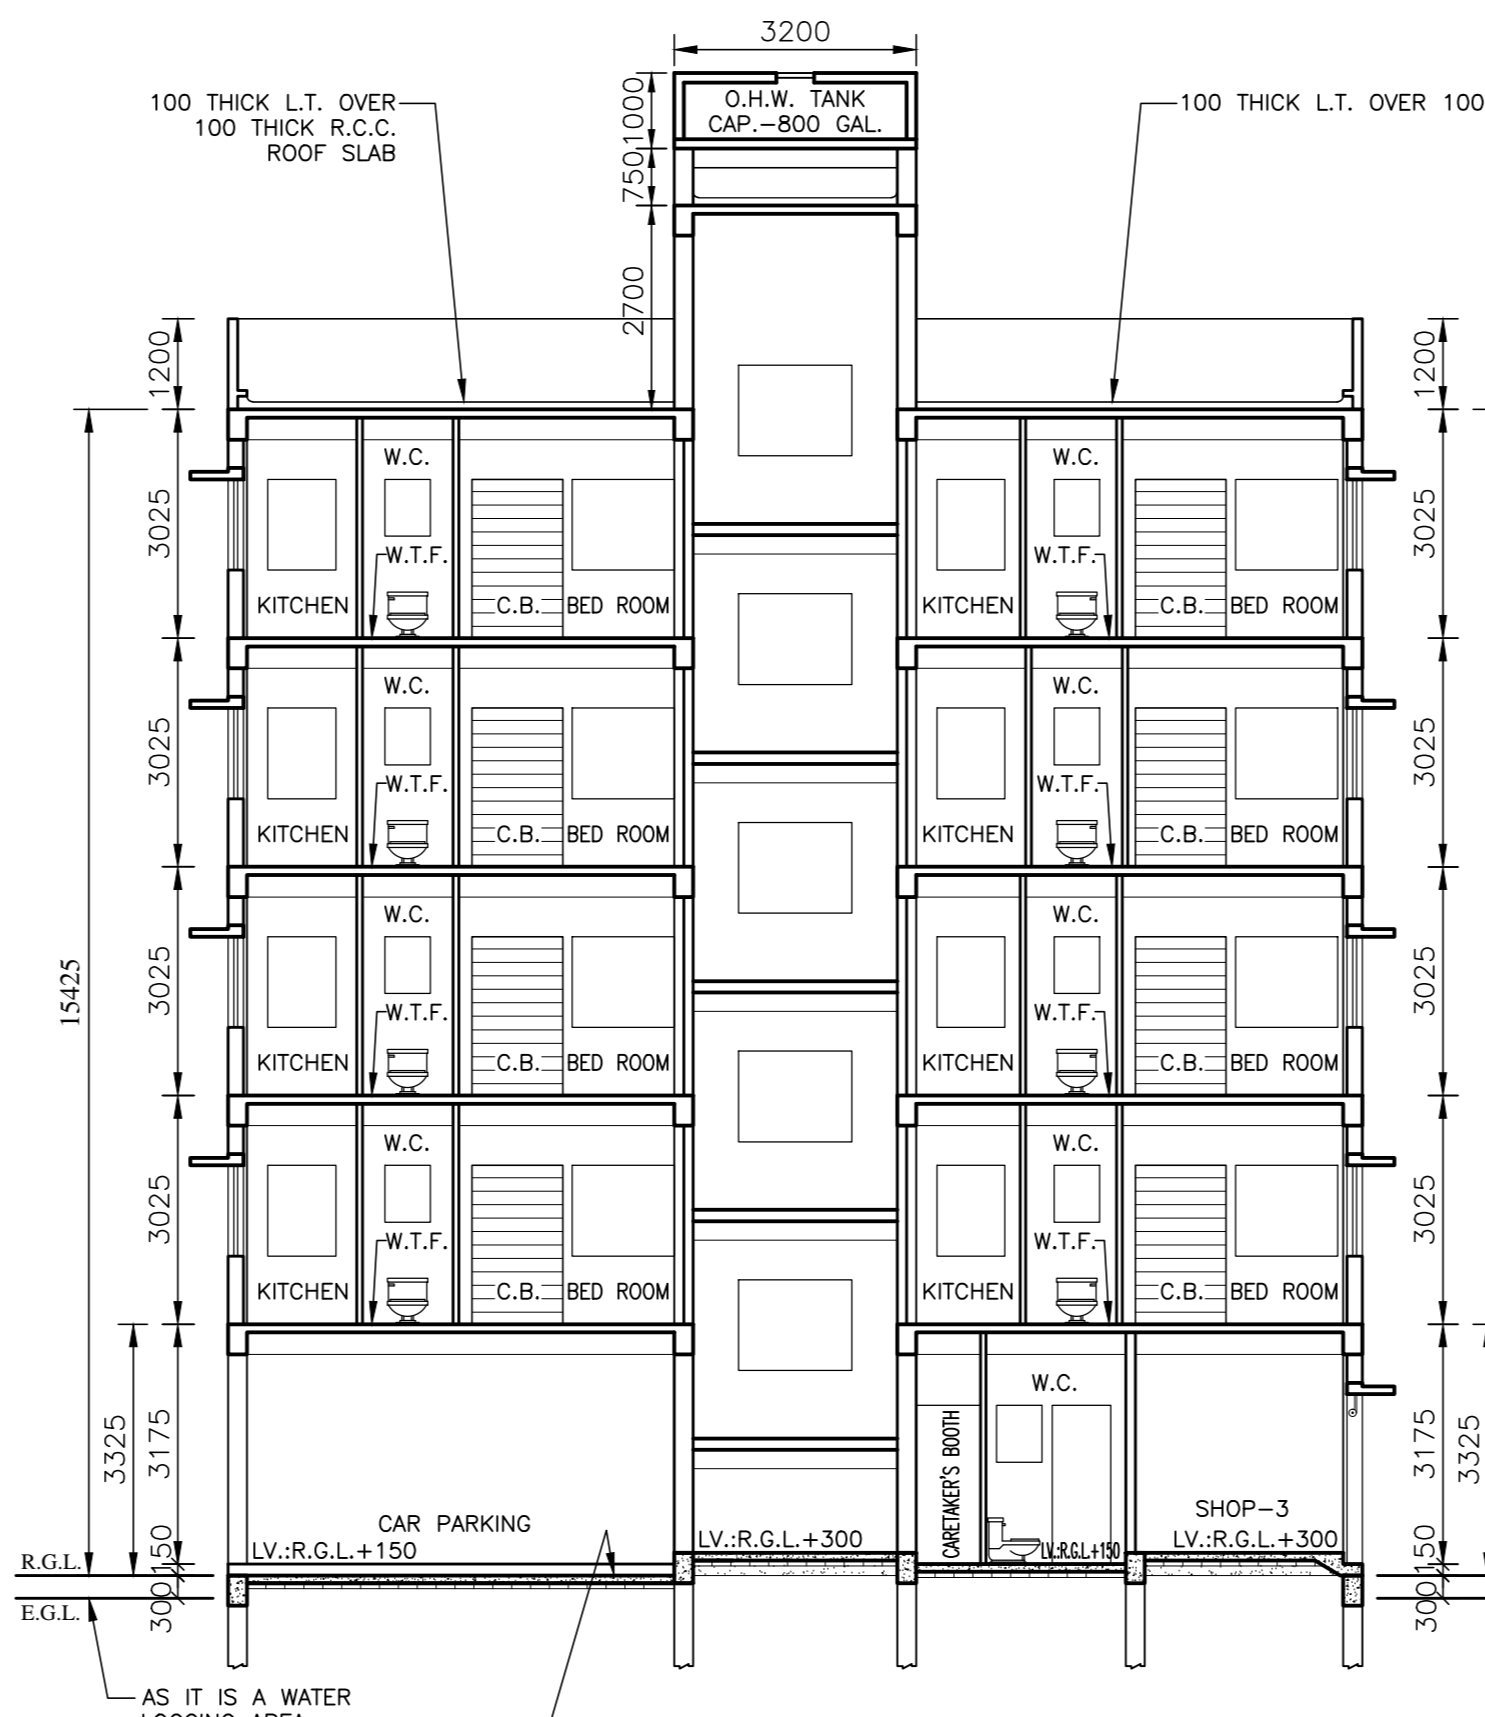 3200
100 THICK L.T. OVER
100 THICK R.C.C.
ROOF SLAB
O.H.W. TANK
CAP.-800 GAL.
100 THICK L.T. OVER 100
1000
750
2700
1200
1200
W.C.
W.T.F.
KITCHEN
C.B.
BED ROOM
3025
W.C.
W.T.F.
KITCHEN
C.B.
BED ROOM
3025
W.C.
W.T.F.
KITCHEN
C.B.
BED ROOM
3025
W.C.
W.T.F.
KITCHEN
C.B.
BED ROOM
3025
15425
W.C.
W.T.F.
KITCHEN
C.B.
BED ROOM
3025
W.C.
W.T.F.
KITCHEN
C.B.
BED ROOM
3025
W.C.
W.T.F.
KITCHEN
C.B.
BED ROOM
3025
W.C.
W.T.F.
KITCHEN
C.B.
BED ROOM
3025
3325
3175
150
300
CAR PARKING
LV.:R.G.L.+150
LV.:R.G.L.+300
CARETAKER'S BOOTH
W.C.
LV.:R.G.L.+150
SHOP-3
LV.:R.G.L.+300
3175
3325
150
300
R.G.L.
E.G.L.
AS IT IS A WATER
LOGGING AREA